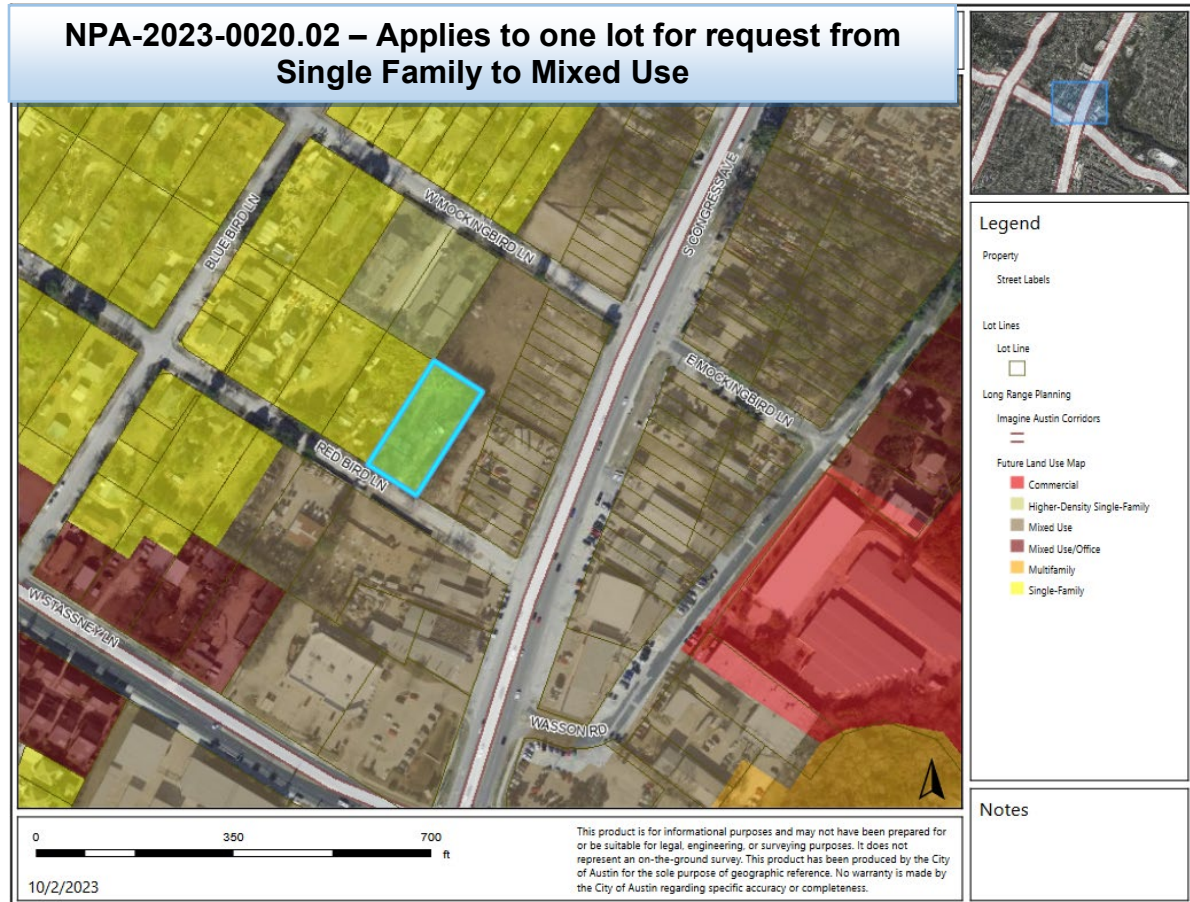 NPA-2023-0020.02 – Applies to one lot for request from
Single Family to Mixed Use
W MOCKINGBIRD LN
S CONGRESS AVE
BLUE BIRD LN
E MOCKINGBIRD LN
RED BIRD LN
W STASSNEY LN
WASSON RD
Legend
Property
Street Labels
Lot Lines
Lot Line
Long Range Planning
Imagine Austin Corridors
Future Land Use Map
Commercial
Higher-Density Single-Family
Mixed Use
Mixed Use/Office
Multifamily
Single-Family
Notes
0 350 700
ft
10/2/2023
This product is for informational purposes and may not have been prepared for
or be suitable for legal, engineering, or surveying purposes. It does not
represent an on-the-ground survey. This product has been produced by the City
of Austin for the sole purpose of geographic reference. No warranty is made by
the City of Austin regarding specific accuracy or completeness.